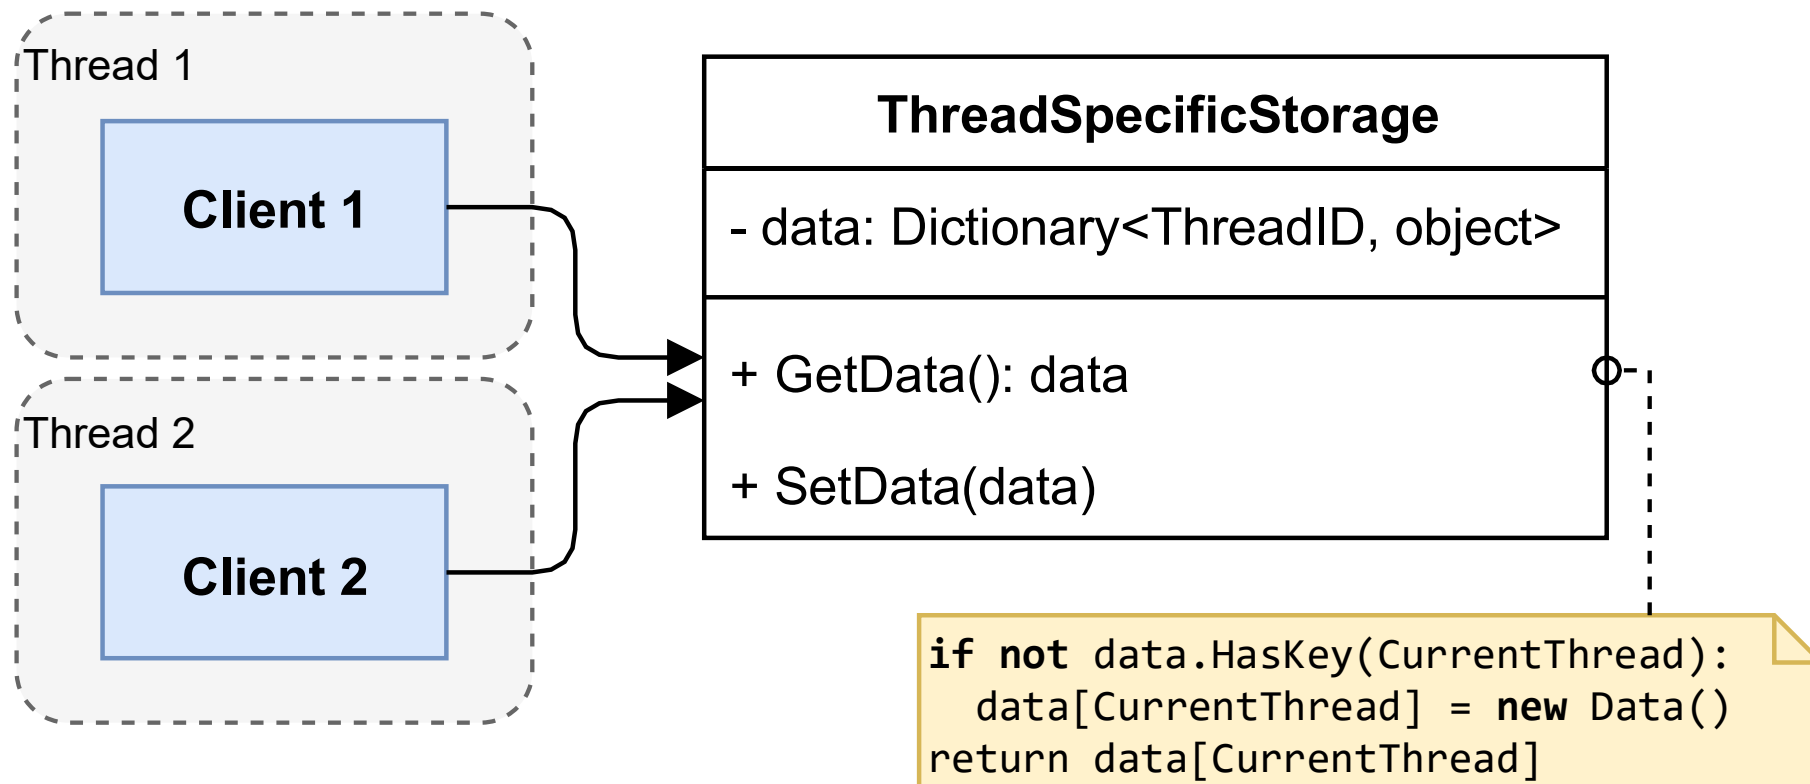 Thread 1
Client 1
Thread 2
Client 2
ThreadSpecificStorage
- data: Dictionary<ThreadID, object>
+ GetData(): data
+ SetData(data)
if not data.HasKey(CurrentThread):
  data[CurrentThread] = new Data()
return data[CurrentThread]